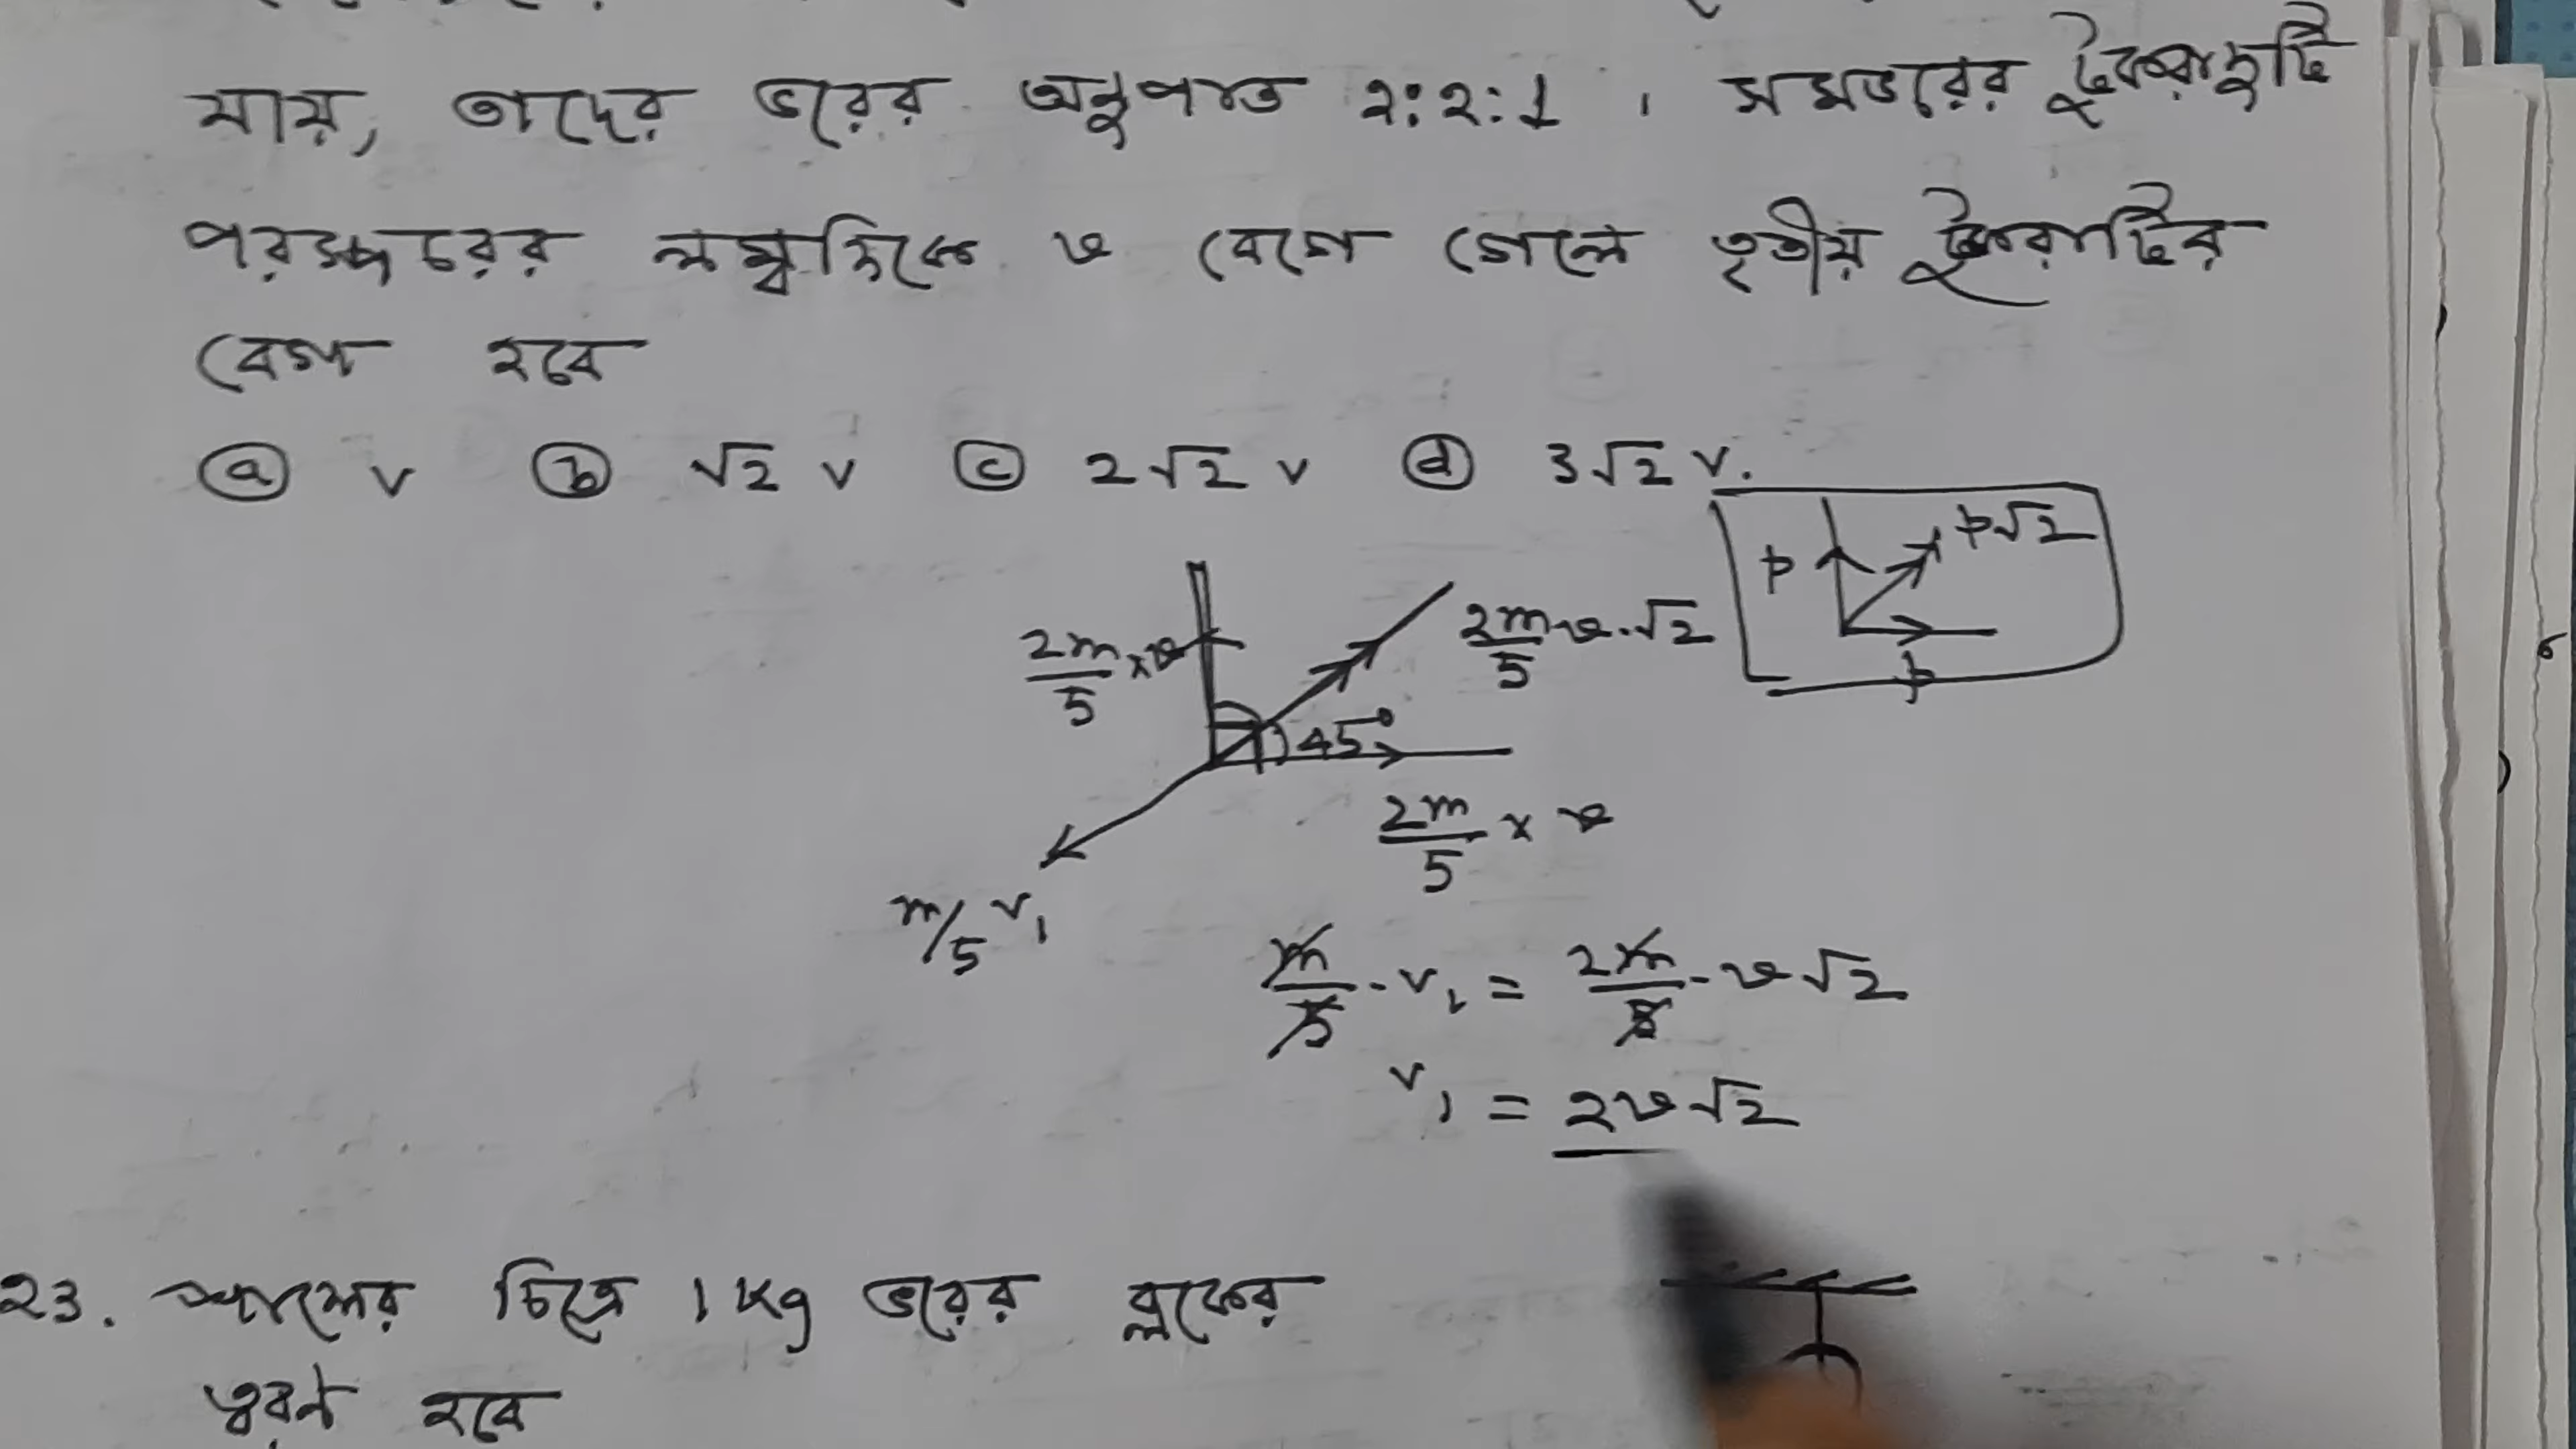 যায়, তাদের ভরের অনুপাত ২:২:1 । সমভরের টুকরাদুটি
পরস্পরের লম্বদিকে v বেগে গেলে তৃতীয় টুকরাটির
বেগ হবে
ⓐ v ⓑ √2 v ⓒ 2√2 v ⓓ 3√2 v.
p p√2
p
2m/5 × v 2m/5 v·√2
45°
2m/5 × v
m/5 v₁
m/5 · v₁ = 2m/5 · v√2
v₁ = 2v√2
23. পাশের চিত্রে 1 kg ভরের ব্লকের
ত্বরণ হবে